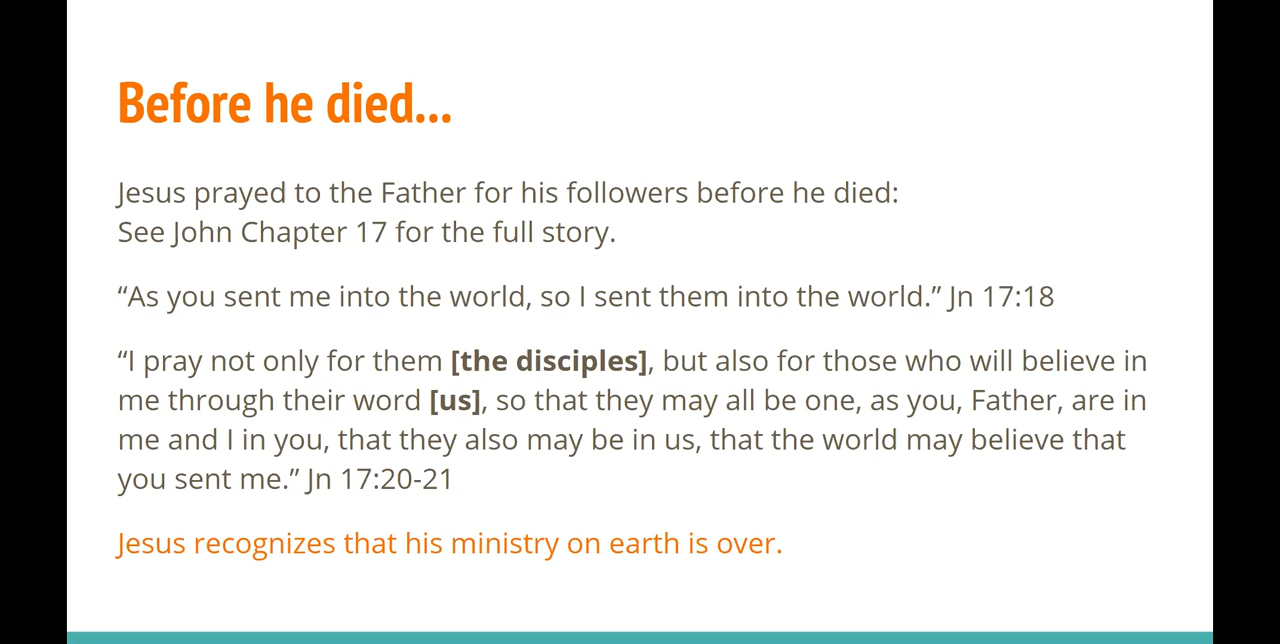 Before he died...
Jesus prayed to the Father for his followers before he died:
See John Chapter 17 for the full story.
“As you sent me into the world, so I sent them into the world.” Jn 17:18
“I pray not only for them [the disciples], but also for those who will believe in
me through their word [us], so that they may all be one, as you, Father, are in
me and I in you, that they also may be in us, that the world may believe that
you sent me.” Jn 17:20-21
Jesus recognizes that his ministry on earth is over.